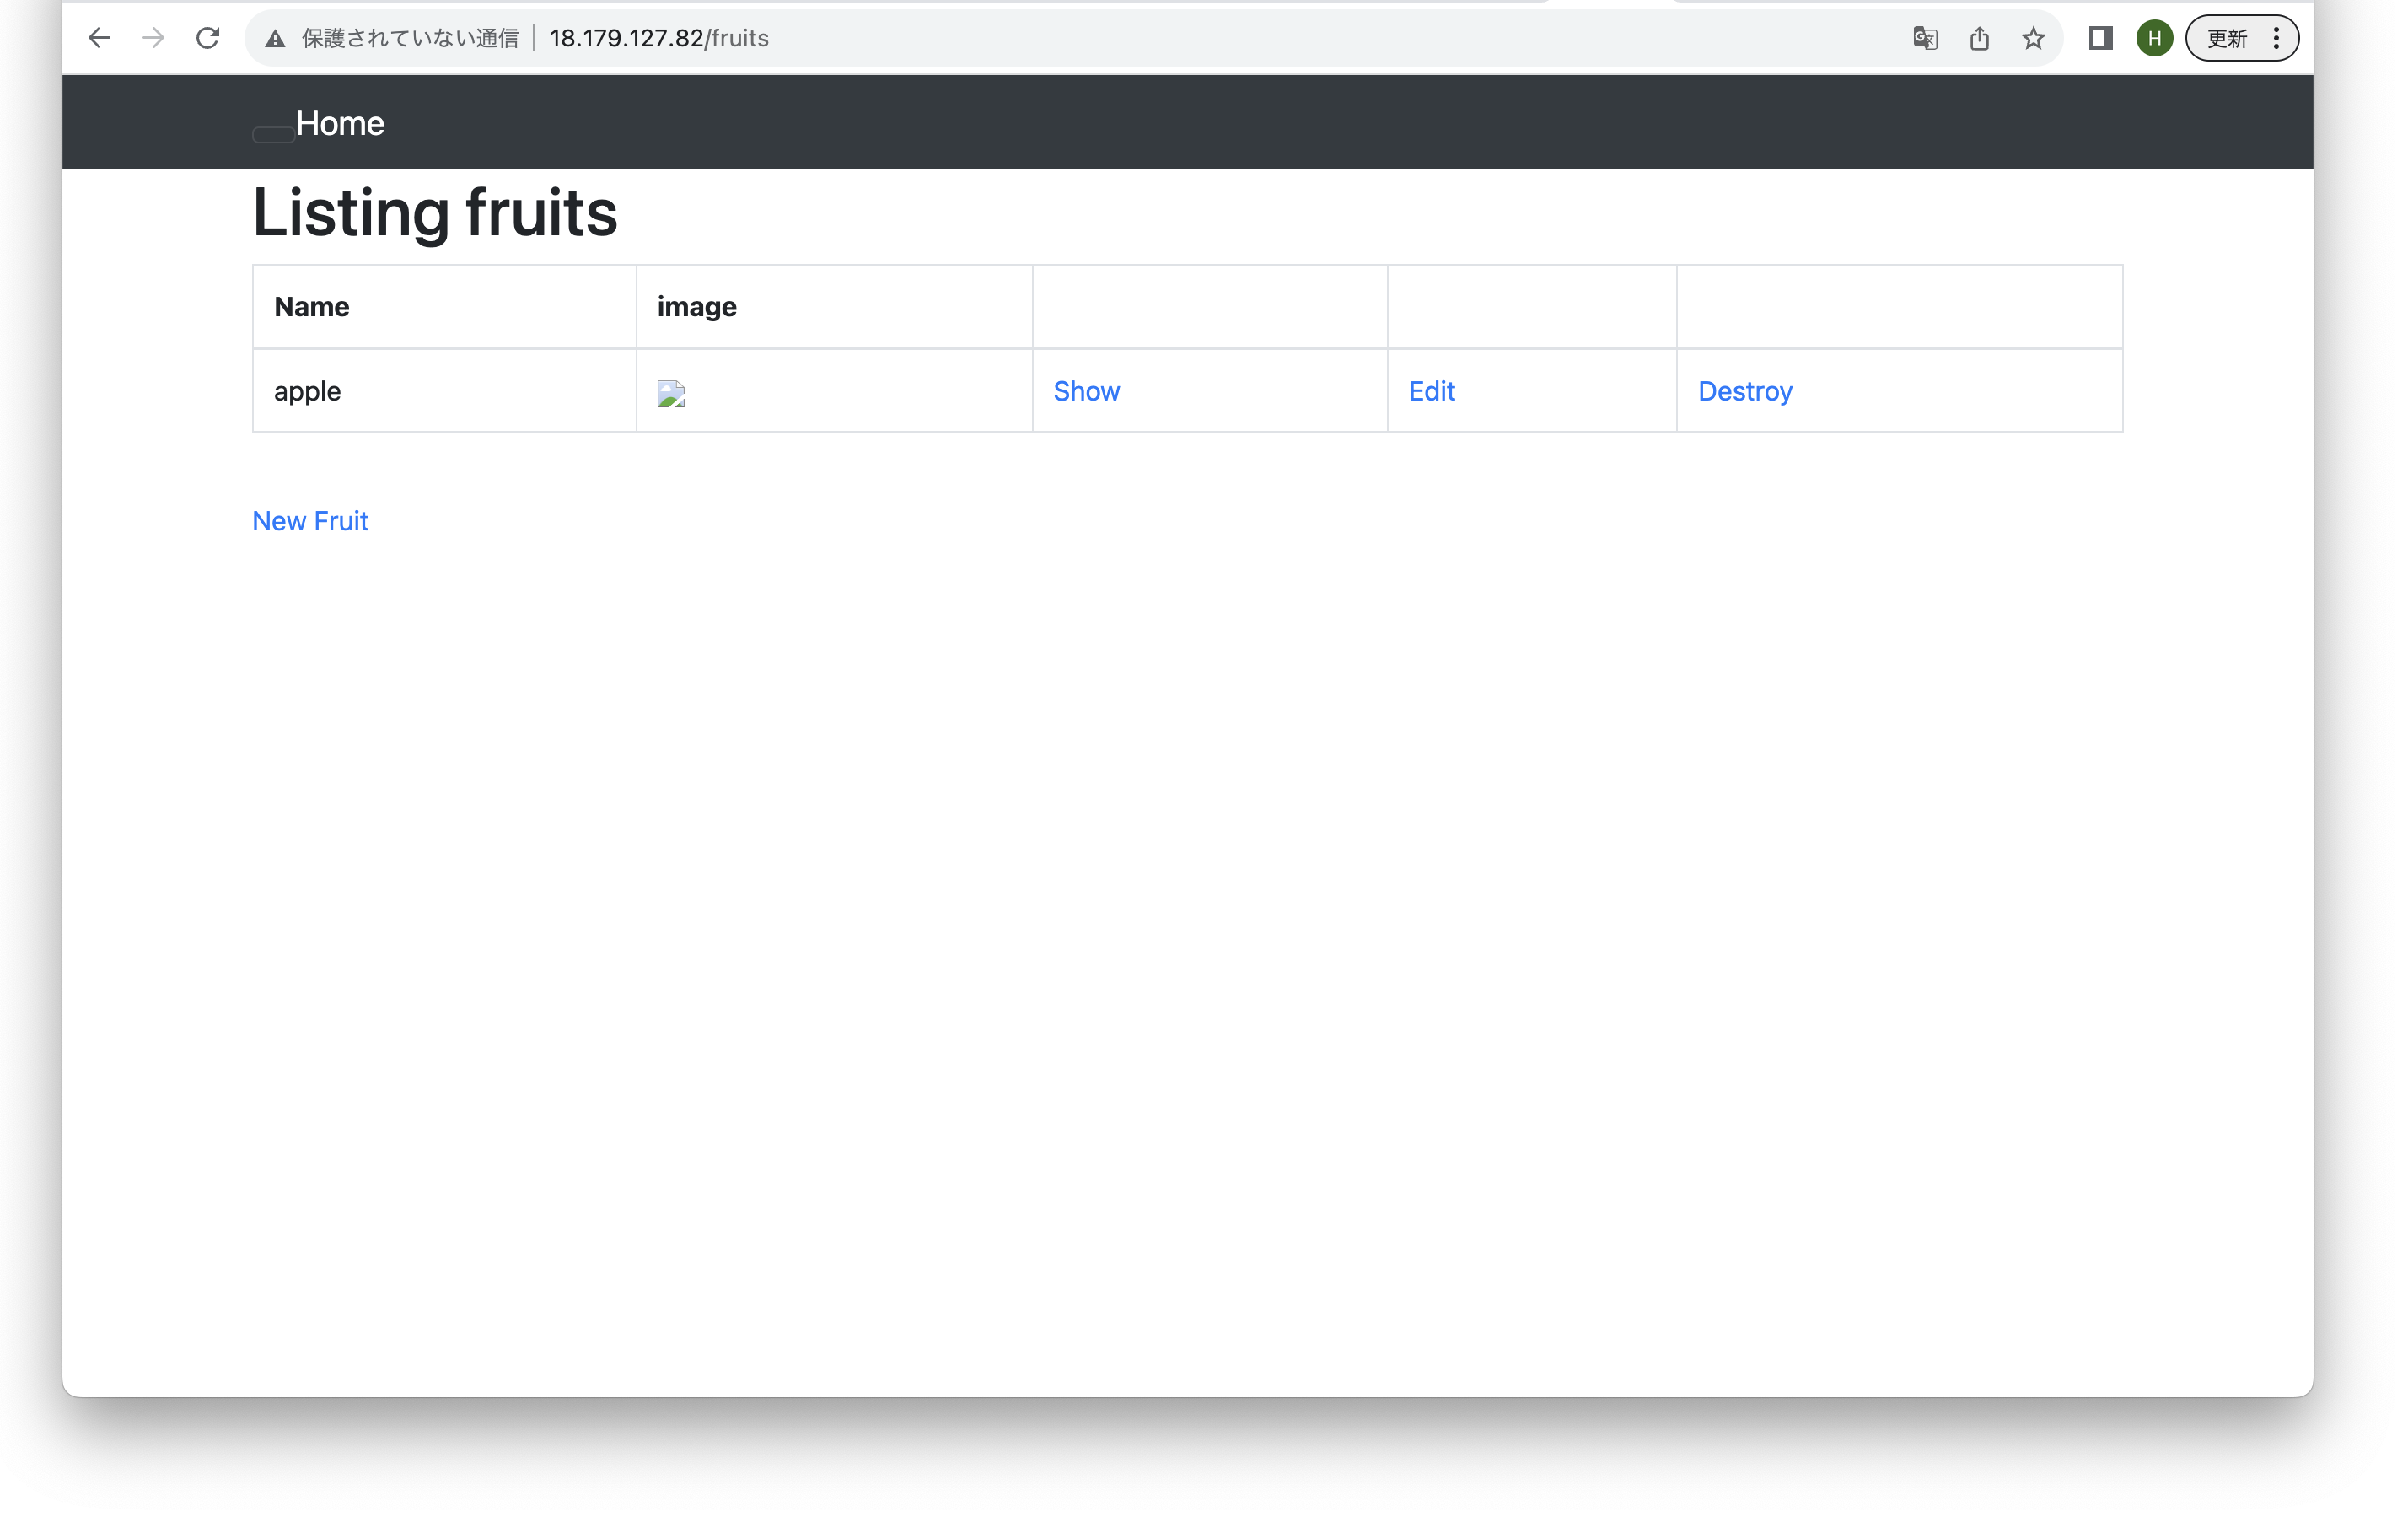 保護されていない通信 18.179.127.82/fruits H 更新
Home
Listing fruits
Name image
apple Show Edit Destroy
New Fruit